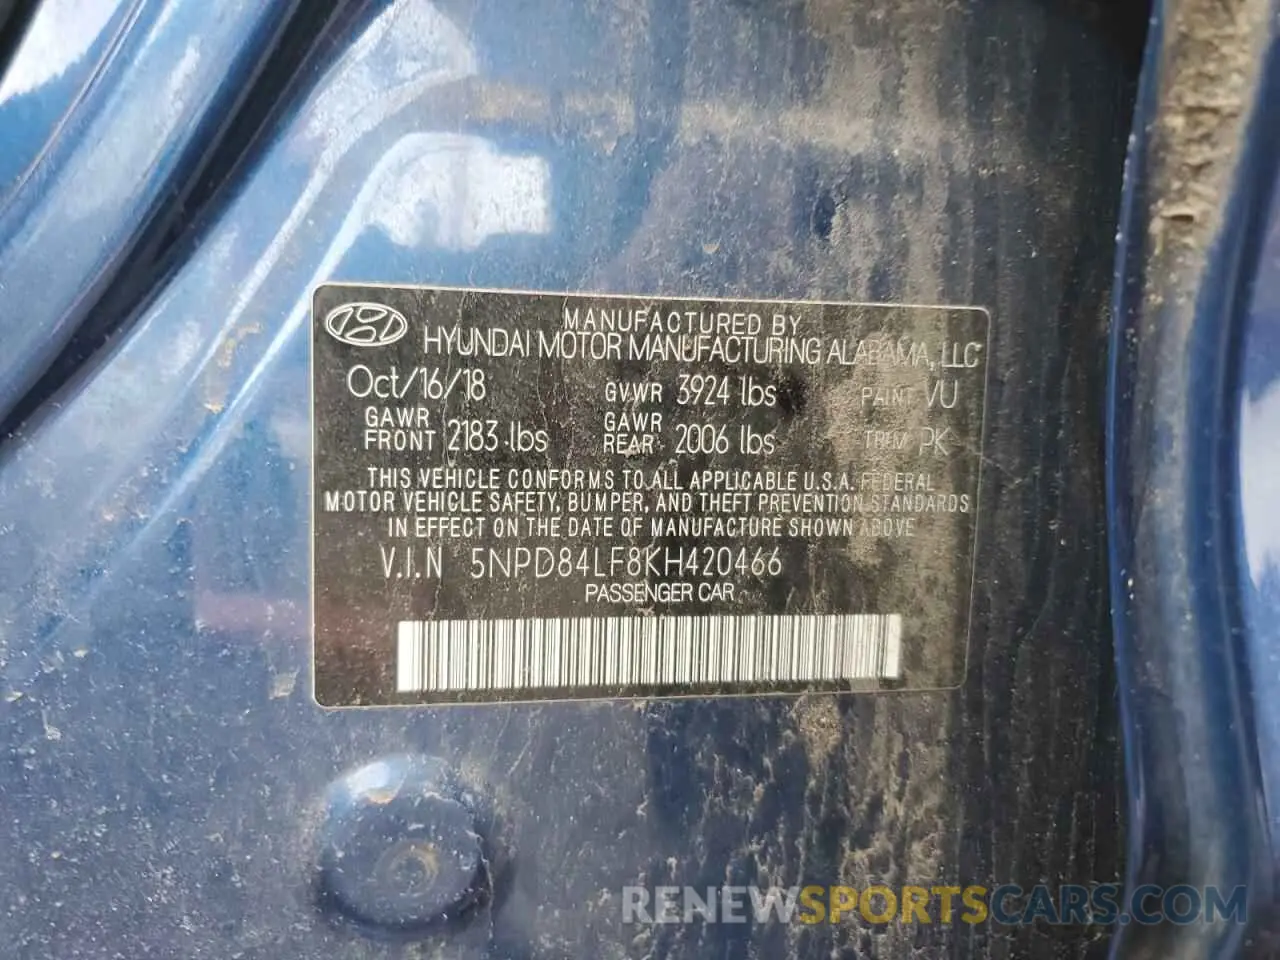 MANUFACTURED BY
HYUNDAI MOTOR MANUFACTURING ALABAMA, LLC
Oct/16/18 GVWR 3924 lbs PAINT VU
GAWR FRONT 2183 lbs GAWR REAR 2006 lbs TRIM PK
THIS VEHICLE CONFORMS TO ALL APPLICABLE U.S.A. FEDERAL
MOTOR VEHICLE SAFETY, BUMPER, AND THEFT PREVENTION STANDARDS
IN EFFECT ON THE DATE OF MANUFACTURE SHOWN ABOVE
V.I.N 5NPD84LF8KH420466
PASSENGER CAR
RENEWSPORTSCARS.COM